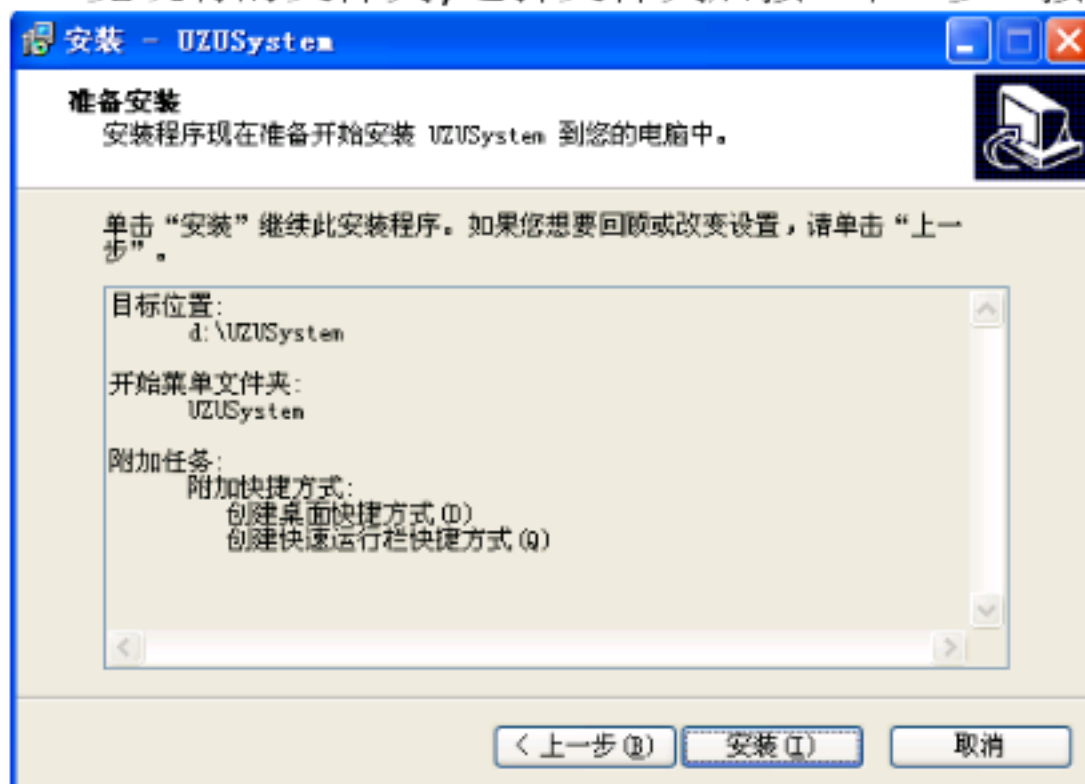 安装 - UZUSystem
准备安装
安装程序现在准备开始安装 UZUSystem 到您的电脑中。
单击“安装”继续此安装程序。如果您想要回顾或改变设置，请单击“上一
步”。
目标位置:
d:\UZUSystem
开始菜单文件夹:
UZUSystem
附加任务:
附加快捷方式:
创建桌面快捷方式(D)
创建快速运行栏快捷方式(Q)
< 上一步(B)
安装(I)
取消